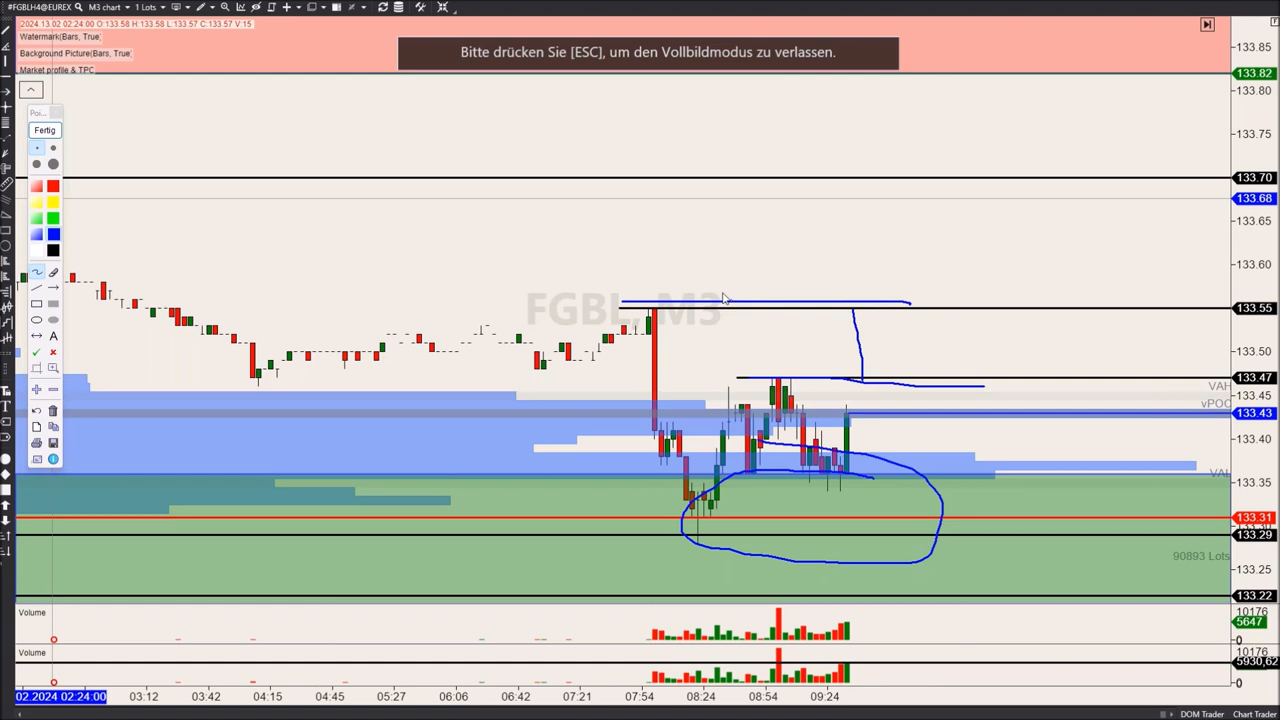 #FGBLH4@EUREX M3 chart 1 Lots
2024.13.02 02:24:00 O:133.58 H:133.58 L:133.57 C:133.57 V:15
Watermark(Bars, True)
Background Picture(Bars, True)
Market profile & TPC
Bitte drücken Sie [ESC], um den Vollbildmodus zu verlassen.
Poi...
Fertig
A
FGBL, M3
133.85
133.82
133.80
133.70
133.68
133.65
133.60
133.55
133.50
133.47
VAH
133.45
vPOC
133.43
133.40
VAL
133.35
133.31
133.30
133.29
90893 Lots
133.25
133.22
Volume
10176
5647
0
Volume
10176
5930,62
0
02.2024 02:24:00
03:12
03:42
04:15
04:45
05:27
06:06
06:42
07:21
07:54
08:24
08:54
09:24
DOM Trader
Chart Trader